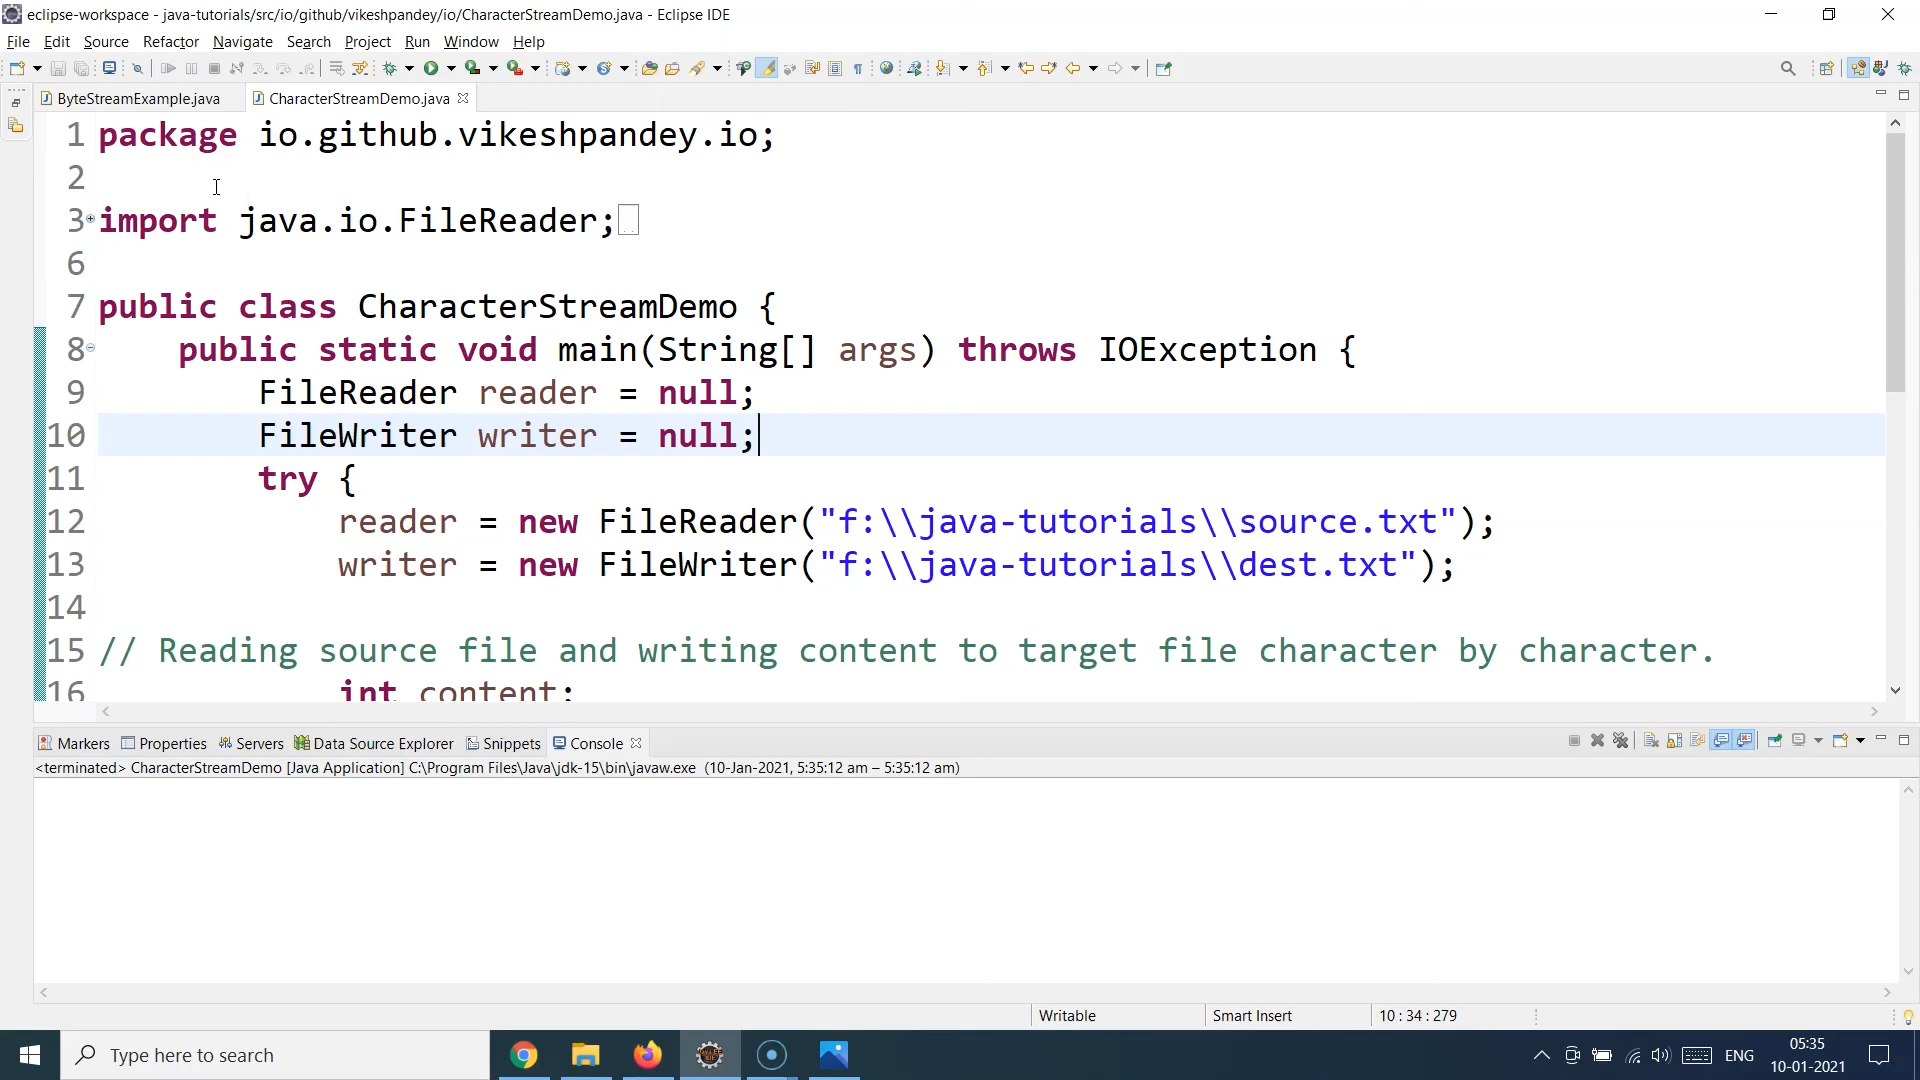 eclipse-workspace - java-tutorials/src/io/github/vikeshpandey/io/CharacterStreamDemo.java - Eclipse IDE
File Edit Source Refactor Navigate Search Project Run Window Help
ByteStreamExample.java CharacterStreamDemo.java
1 package io.github.vikeshpandey.io;
2
3 import java.io.FileReader;
6
7 public class CharacterStreamDemo {
8 public static void main(String[] args) throws IOException {
9 FileReader reader = null;
10 FileWriter writer = null;
11 try {
12 reader = new FileReader("f:\\java-tutorials\\source.txt");
13 writer = new FileWriter("f:\\java-tutorials\\dest.txt");
14
15 // Reading source file and writing content to target file character by character.
16 int content;
Markers Properties Servers Data Source Explorer Snippets Console
<terminated> CharacterStreamDemo [Java Application] C:\Program Files\Java\jdk-15\bin\javaw.exe (10-Jan-2021, 5:35:12 am – 5:35:12 am)
Writable Smart Insert 10 : 34 : 279
Type here to search
ENG
05:35
10-01-2021